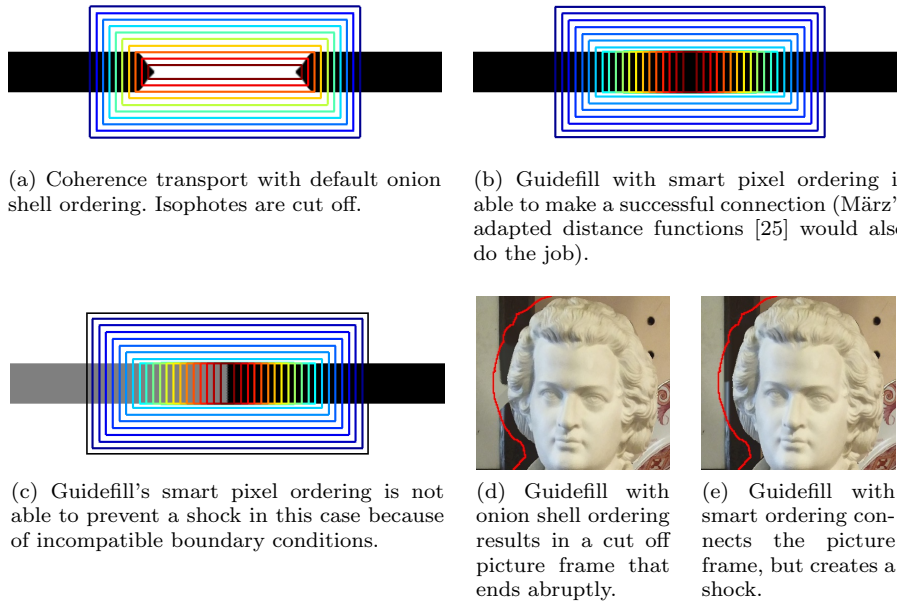 (a) Coherence transport with default onion
shell ordering. Isophotes are cut off.
(b) Guidefill with smart pixel ordering i
able to make a successful connection (März'
adapted distance functions [25] would also
do the job).
(c) Guidefill's smart pixel ordering is not
able to prevent a shock in this case because
of incompatible boundary conditions.
(d) Guidefill with
onion shell ordering
results in a cut off
picture frame that
ends abruptly.
(e) Guidefill with
smart ordering con-
nects the picture
frame, but creates a
shock.